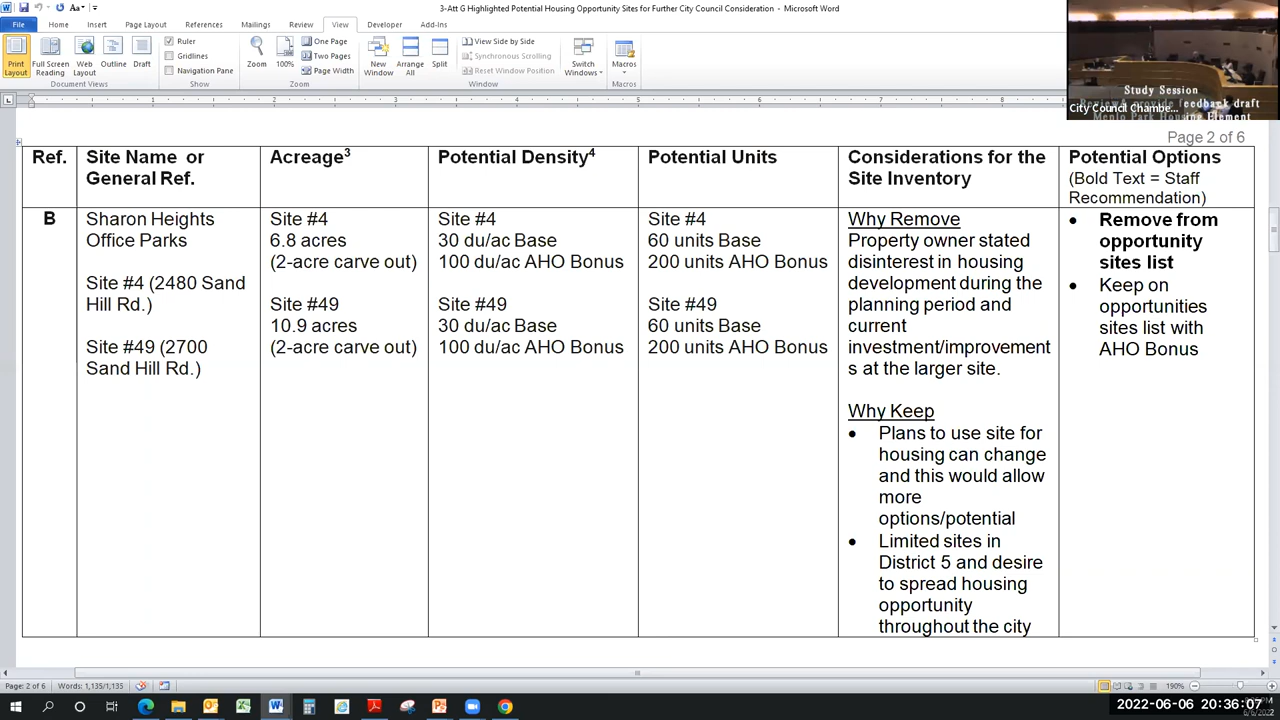 3-Att G Highlighted Potential Housing Opportunity Sites for Further City Council Consideration - Microsoft Word
File Home Insert Page Layout References Mailings Review View Developer Add-Ins
Print Layout
Full Screen Reading
Web Layout
Outline
Draft
Document Views
Ruler
Gridlines
Navigation Pane
Show
Zoom
100%
One Page
Two Pages
Page Width
Zoom
New Window
Arrange All
Split
View Side by Side
Synchronous Scrolling
Reset Window Position
Window
Switch Windows
Macros
Macros
Study Session
City Council Chambe...
feedback draft
Menlo Park Housing Element
Page 2 of 6
Ref.
Site Name or
General Ref.
Acreage3
Potential Density4
Potential Units
Considerations for the
Site Inventory
Potential Options
(Bold Text = Staff
Recommendation)
B
Sharon Heights
Office Parks
Site #4 (2480 Sand
Hill Rd.)
Site #49 (2700
Sand Hill Rd.)
Site #4
6.8 acres
(2-acre carve out)
Site #49
10.9 acres
(2-acre carve out)
Site #4
30 du/ac Base
100 du/ac AHO Bonus
Site #49
30 du/ac Base
100 du/ac AHO Bonus
Site #4
60 units Base
200 units AHO Bonus
Site #49
60 units Base
200 units AHO Bonus
Why Remove
Property owner stated
disinterest in housing
development during the
planning period and
current
investment/improvement
s at the larger site.
Why Keep
• Plans to use site for
housing can change
and this would allow
more
options/potential
• Limited sites in
District 5 and desire
to spread housing
opportunity
throughout the city
• Remove from
opportunity
sites list
• Keep on
opportunities
sites list with
AHO Bonus
Page: 2 of 6 Words: 1,135/1,135
190%
2022-06-06 20:36:07